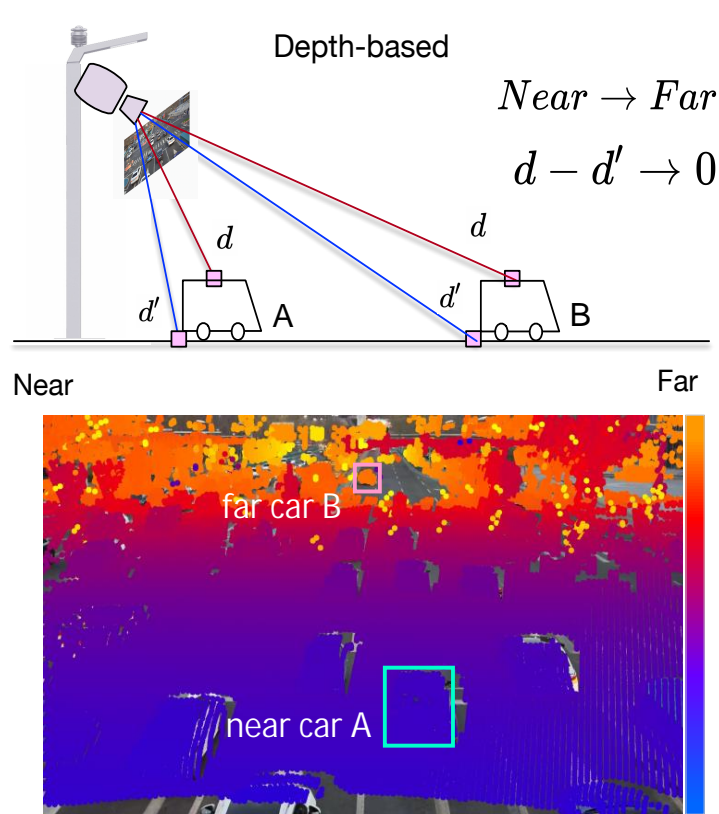 Depth-based
Near → Far
d − d′ → 0
d
d
d′
d′
A
B
Near
Far
far car B
near car A